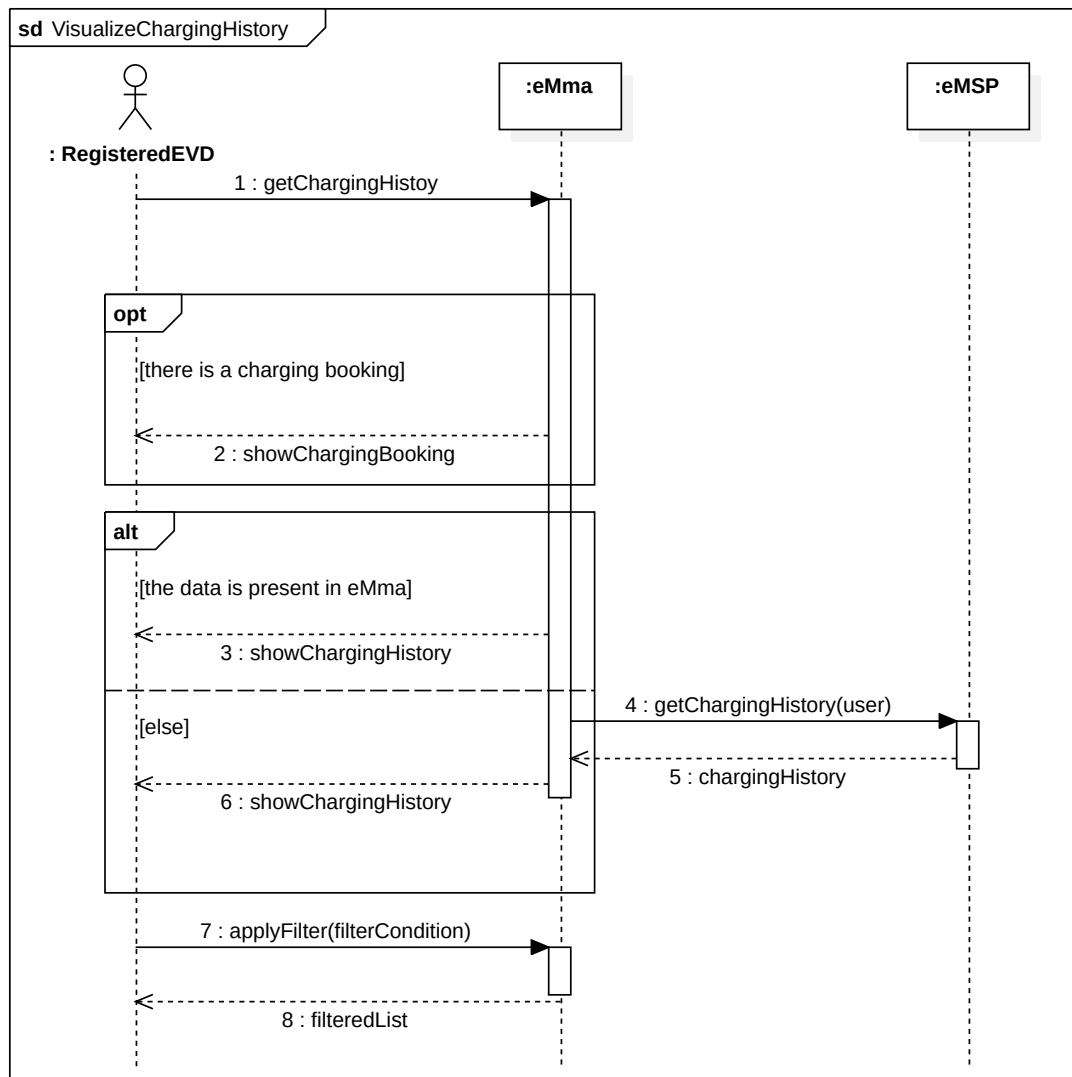 sd VisualizeChargingHistory
:eMma
:eMSP
: RegisteredEVD
1 : getChargingHistoy
opt
[there is a charging booking]
2 : showChargingBooking
alt
[the data is present in eMma]
3 : showChargingHistory
4 : getChargingHistory(user)
[else]
5 : chargingHistory
6 : showChargingHistory
7 : applyFilter(filterCondition)
8 : filteredList